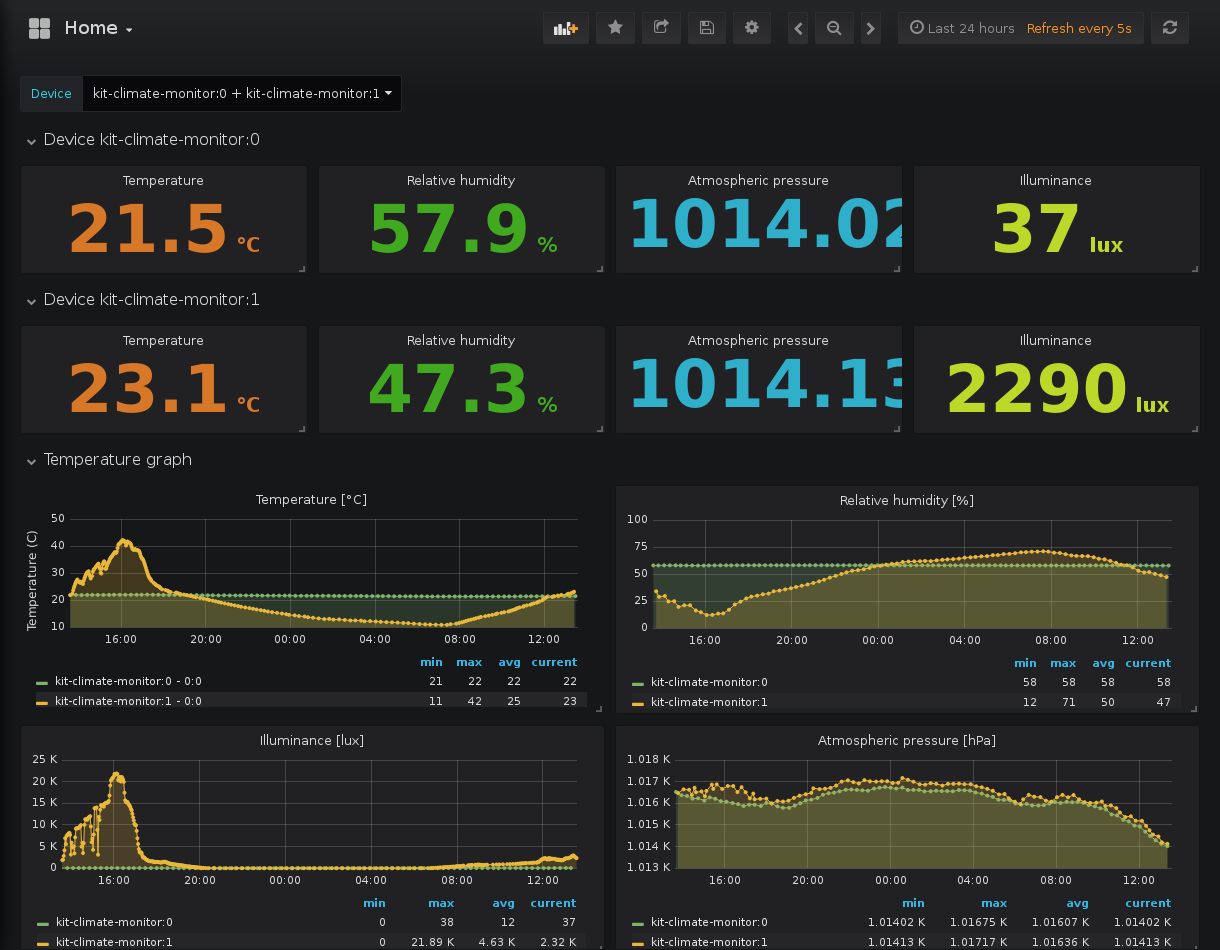 Home
Last 24 hours Refresh every 5s
Device kit-climate-monitor:0 + kit-climate-monitor:1
Device kit-climate-monitor:0
Temperature Relative humidity Atmospheric pressure Illuminance
21.5 °C 57.9 % 1014.02 37 lux
Device kit-climate-monitor:1
Temperature Relative humidity Atmospheric pressure Illuminance
23.1 °C 47.3 % 1014.13 2290 lux
Temperature graph
Temperature [°C]
Temperature (C)
50
40
30
20
10
16:00 20:00 00:00 04:00 08:00 12:00
min max avg current
kit-climate-monitor:0 - 0:0 21 22 22 22
kit-climate-monitor:1 - 0:0 11 42 25 23
Relative humidity [%]
100
75
50
25
0
16:00 20:00 00:00 04:00 08:00 12:00
min max avg current
kit-climate-monitor:0 58 58 58 58
kit-climate-monitor:1 12 71 50 47
Illuminance [lux]
25 K
20 K
15 K
10 K
5 K
0
16:00 20:00 00:00 04:00 08:00 12:00
min max avg current
kit-climate-monitor:0 0 38 12 37
kit-climate-monitor:1 0 21.89 K 4.63 K 2.32 K
Atmospheric pressure [hPa]
1.018 K
1.017 K
1.016 K
1.015 K
1.014 K
1.013 K
16:00 20:00 00:00 04:00 08:00 12:00
min max avg current
kit-climate-monitor:0 1.01402 K 1.01675 K 1.01607 K 1.01402 K
kit-climate-monitor:1 1.01413 K 1.01717 K 1.01636 K 1.01413 K